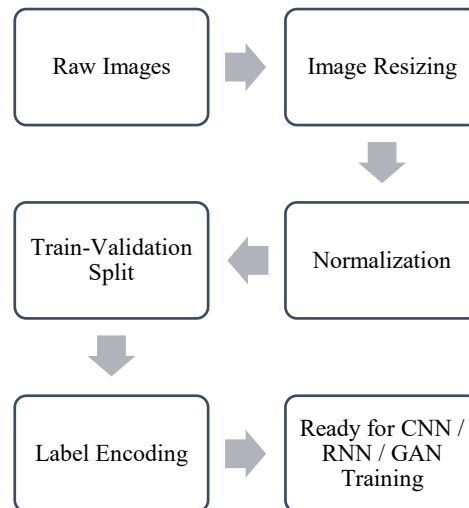 Raw Images
Image Resizing
Normalization
Train-Validation
Split
Label Encoding
Ready for CNN /
RNN / GAN
Training